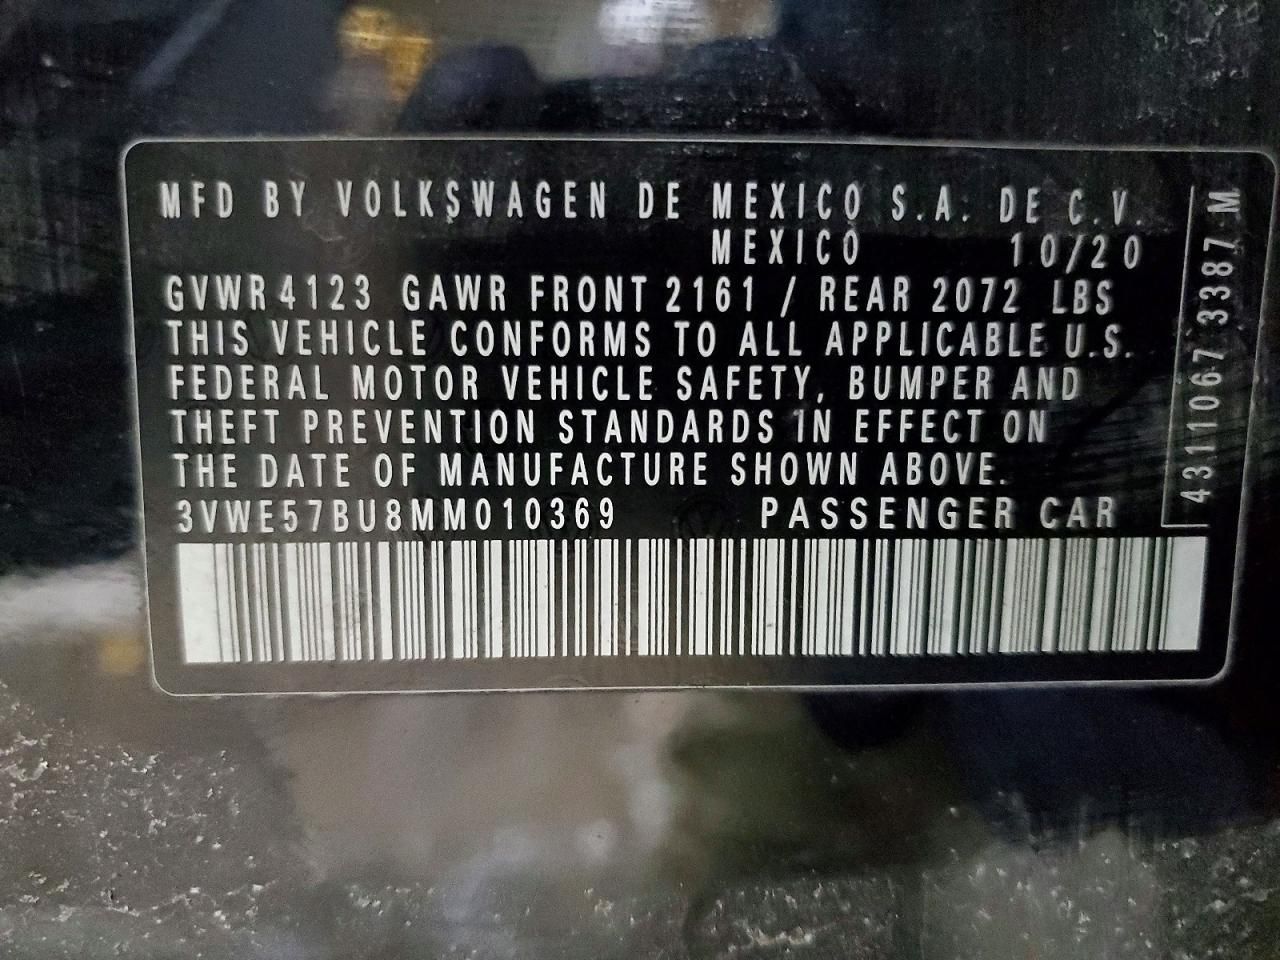 MFD BY VOLKSWAGEN DE MEXICO S.A. DE C.V.
MEXICO 10/20
GVWR 4123 GAWR FRONT 2161 / REAR 2072 LBS
THIS VEHICLE CONFORMS TO ALL APPLICABLE U.S.
FEDERAL MOTOR VEHICLE SAFETY, BUMPER AND
THEFT PREVENTION STANDARDS IN EFFECT ON
THE DATE OF MANUFACTURE SHOWN ABOVE.
3VWE57BU8MM010369 PASSENGER CAR
4311067 3387 M